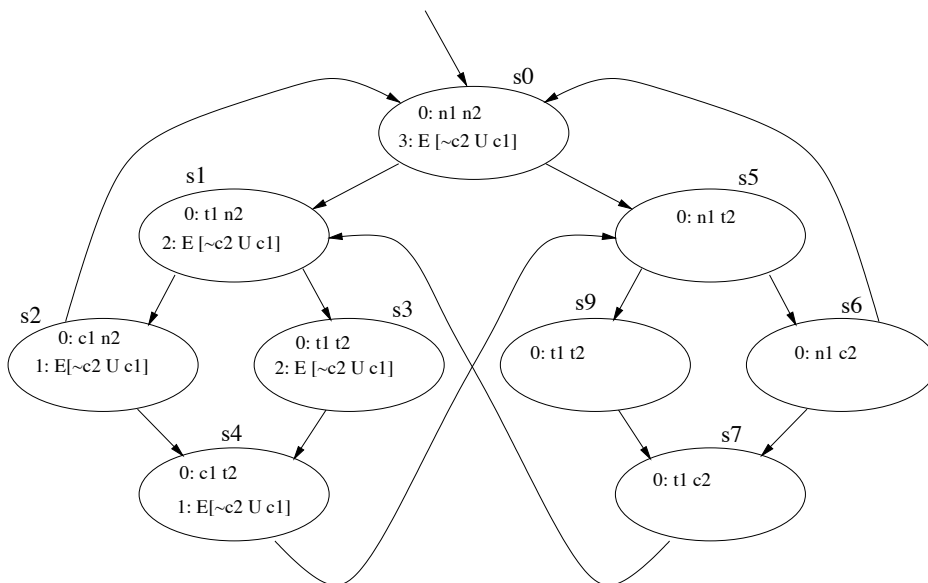 s0
0: n1 n2
3: E [~c2 U c1]
s1
0: t1 n2
2: E [~c2 U c1]
s5
0: n1 t2
s2
0: c1 n2
1: E[~c2 U c1]
s3
0: t1 t2
2: E [~c2 U c1]
s9
0: t1 t2
s6
0: n1 c2
s4
0: c1 t2
1: E[~c2 U c1]
s7
0: t1 c2